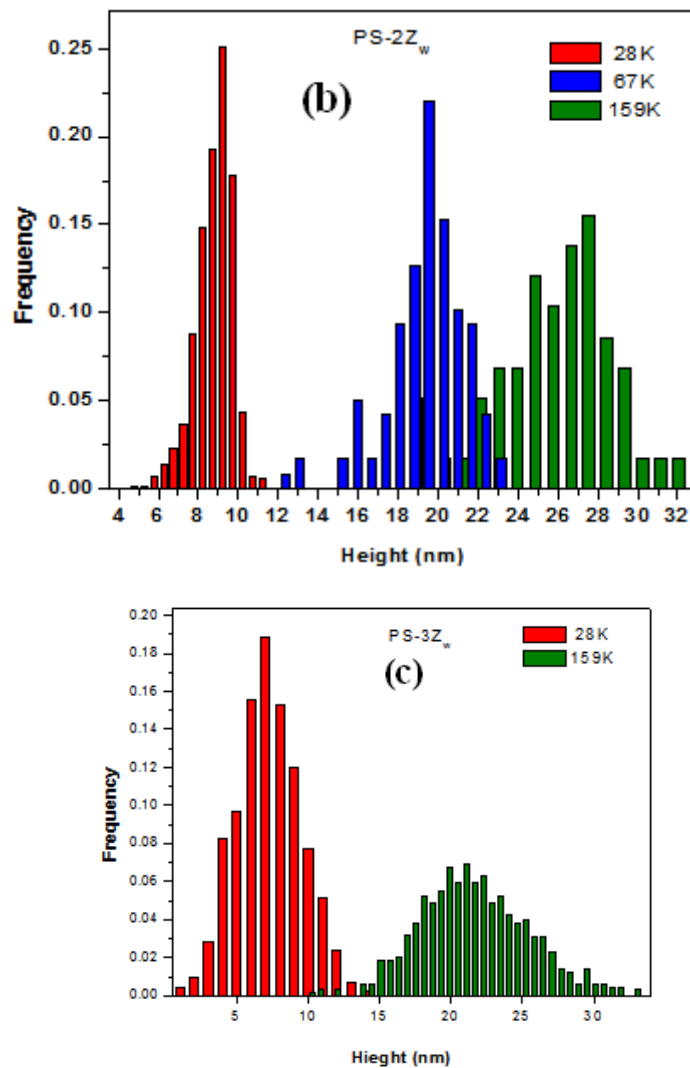 PS-2Z_w
28K
67K
159K
(b)
0.25
0.20
0.15
0.10
0.05
0.00
Frequency
4 6 8 10 12 14 16 18 20 22 24 26 28 30 32
Height (nm)
PS-3Z_w
28K
159K
(c)
0.20
0.18
0.16
0.14
0.12
0.10
0.08
0.06
0.04
0.02
0.00
Frequency
5 10 15 20 25 30
Hieght (nm)